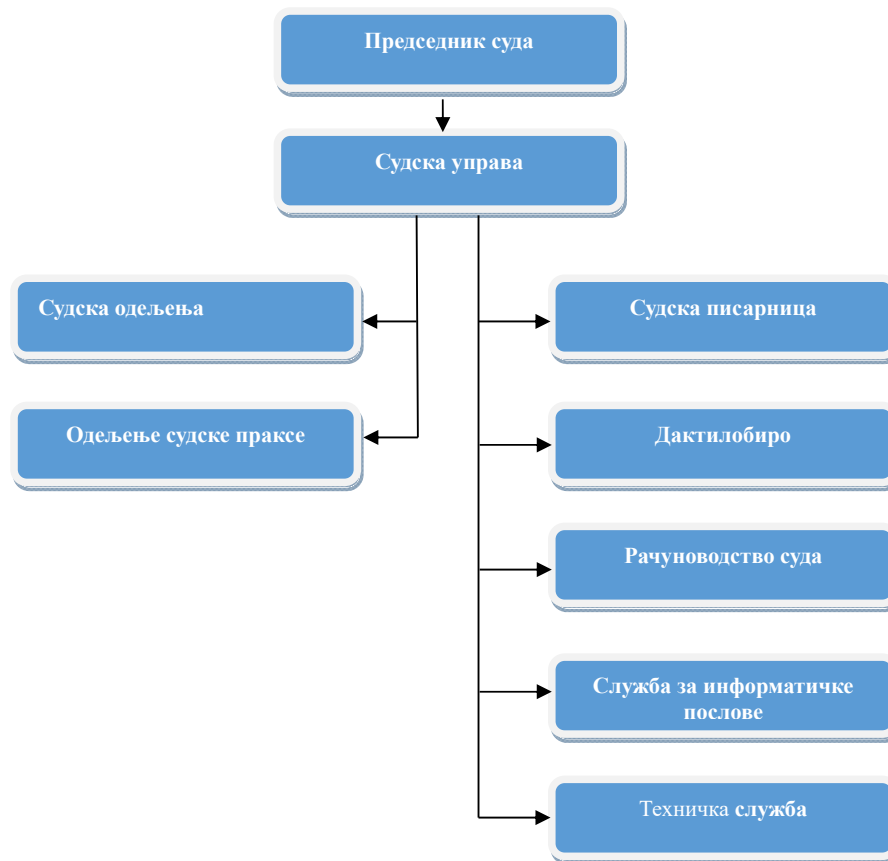 Председник суда
Судска управа
Судска одељења
Судска писарница
Одељење судске праксе
Дактилобиро
Рачуноводство суда
Служба за информатичке
послове
Техничка служба